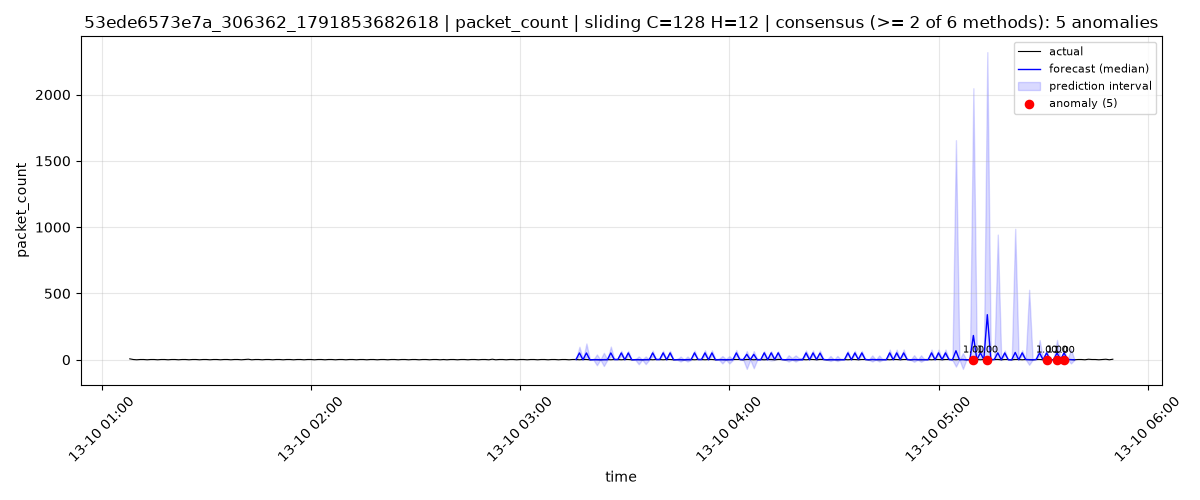 53ede6573e7a_306362_1791853682618 | packet_count | sliding C=128 H=12 | consensus (>= 2 of 6 methods): 5 anomalies
actual
forecast (median)
prediction interval
anomaly (5)
packet_count
2000
1500
1000
500
0
13-10 01:00
13-10 02:00
13-10 03:00
13-10 04:00
13-10 05:00
13-10 06:00
time